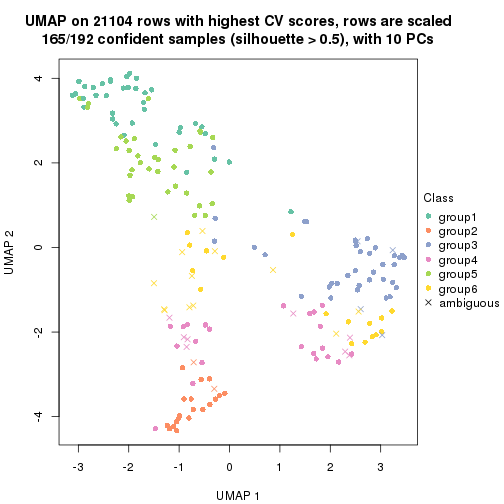 UMAP on 21104 rows with highest CV scores, rows are scaled
165/192 confident samples (silhouette > 0.5), with 10 PCs
4
2
0
-2
-4
UMAP 2
-3
-2
-1
0
1
2
3
UMAP 1
Class
group1
group2
group3
group4
group5
group6
ambiguous